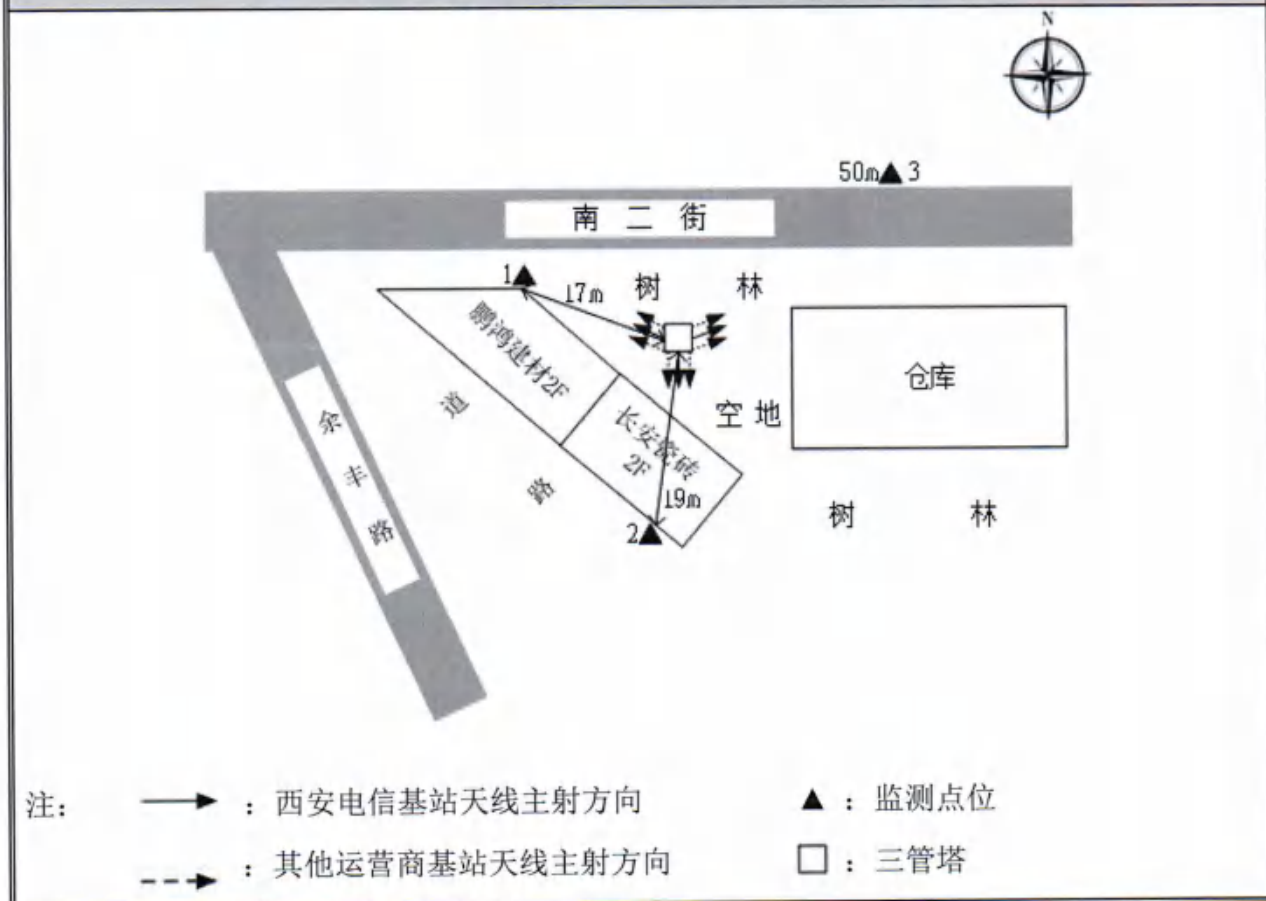 N
50m▲ 3
南二街
1▲
17m
树林
鹏鸿建材2F
仓库
道路
空地
长安瓷砖
2F
余丰路
19m
树林
2▲
注： → ：西安电信基站天线主射方向
▲ ：监测点位
⇢ ：其他运营商基站天线主射方向
□ ：三管塔